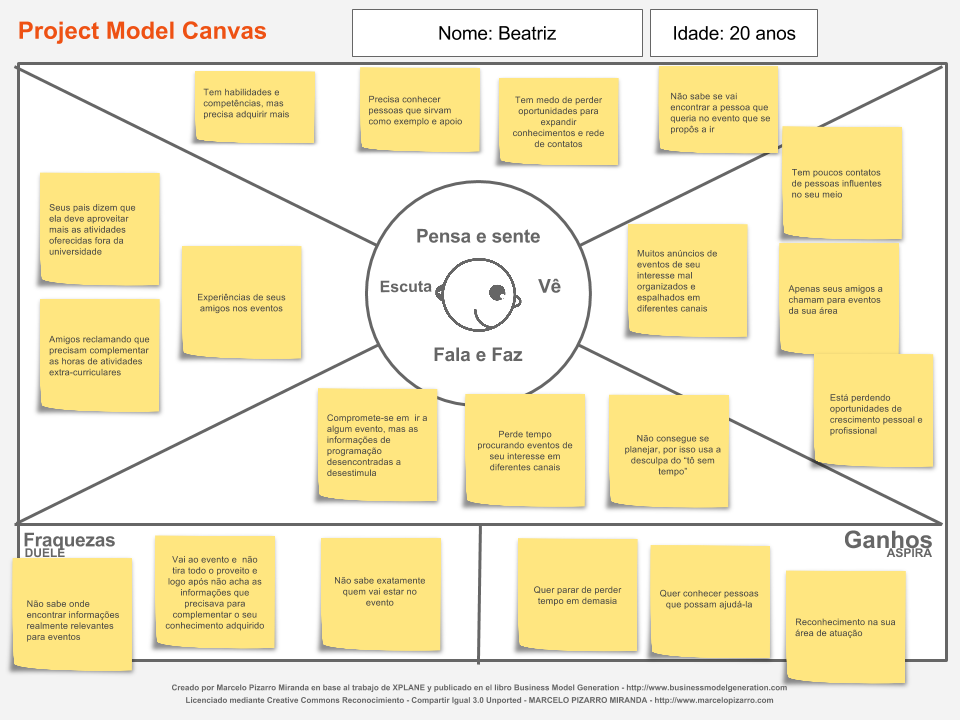 Project Model Canvas
Nome: Beatriz
Idade: 20 anos
Tem habilidades e
competências, mas
precisa adquirir mais
Precisa conhecer
pessoas que sirvam
como exemplo e apoio
Tem medo de perder
oportunidades para
expandir
conhecimentos e rede
de contatos
Não sabe se vai
encontrar a pessoa que
queria no evento que se
propôs a ir
Tem poucos contatos
de pessoas influentes
no seu meio
Seus pais dizem que
ela deve aproveitar
mais as atividades
oferecidas fora da
universidade
Experiências de seus
amigos nos eventos
Amigos reclamando que
precisam complementar
as horas de atividades
extra-curriculares
Pensa e sente
Escuta
Vê
Fala e Faz
Muitos anúncios de
eventos de seu
interesse mal
organizados e
espalhados em
diferentes canais
Apenas seus amigos a
chamam para eventos
da sua área
Está perdendo
oportunidades de
crescimento pessoal e
profissional
Compromete-se em ir a
algum evento, mas as
informações de
programação
desencontradas a
desestimula
Perde tempo
procurando eventos de
seu interesse em
diferentes canais
Não consegue se
planejar, por isso usa a
desculpa do “tô sem
tempo”
Fraquezas
DUELE
Ganhos
ASPIRA
Não sabe onde
encontrar informações
realmente relevantes
para eventos
Vai ao evento e não
tira todo o proveito e
logo após não acha as
informações que
precisava para
complementar o seu
conhecimento adquirido
Não sabe exatamente
quem vai estar no
evento
Quer parar de perder
tempo em demasia
Quer conhecer pessoas
que possam ajudá-la
Reconhecimento na sua
área de atuação
Creado por Marcelo Pizarro Miranda en base al trabajo de XPLANE y publicado en el libro Business Model Generation - http://www.businessmodelgeneration.com
Licenciado mediante Creative Commons Reconocimiento - Compartir Igual 3.0 Unported - MARCELO PIZARRO MIRANDA - http://www.marcelopizarro.com